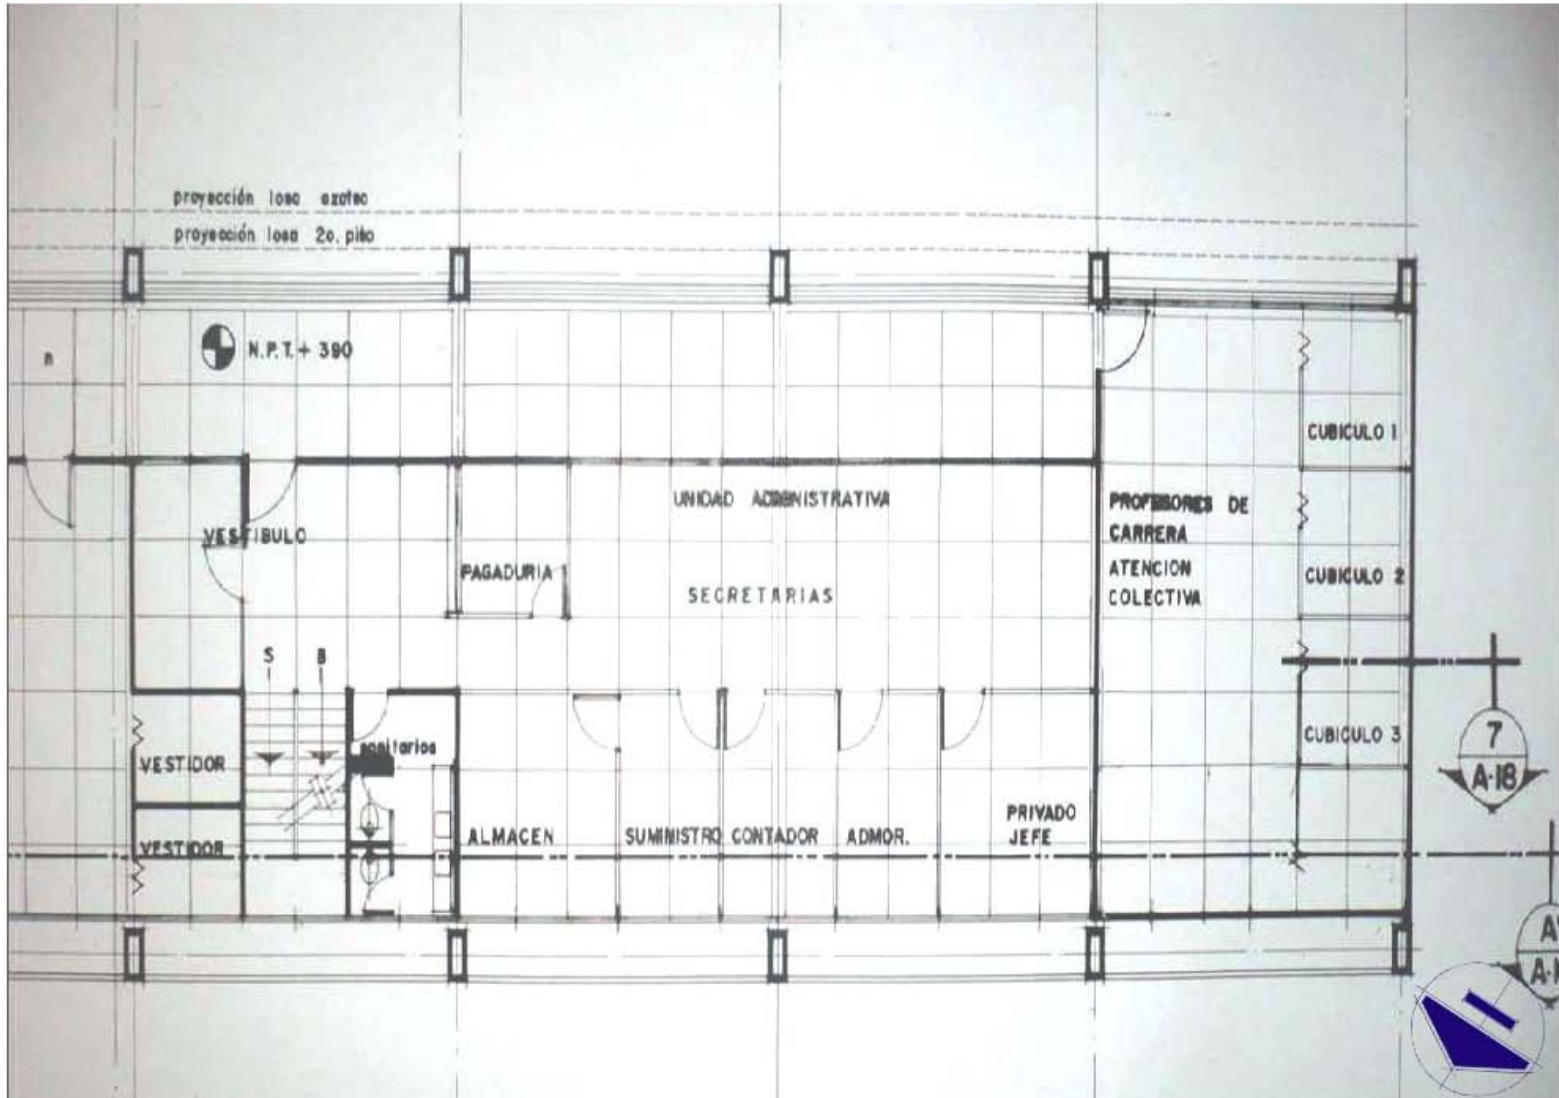 proyección losa azotea
proyección losa 2o. piso
N.P.T. + 390
n
CUBICULO 1
UNIDAD ADMINISTRATIVA
PROFESORES DE
CARRERA
ATENCION
COLECTIVA
VESTIBULO
PAGADURIA
SECRETARIAS
CUBICULO 2
S
B
sanitarios
CUBICULO 3
7
A-18
VESTIDOR
VESTIDOR
ALMACEN
SUMINISTRO
CONTADOR
ADMOR.
PRIVADO
JEFE